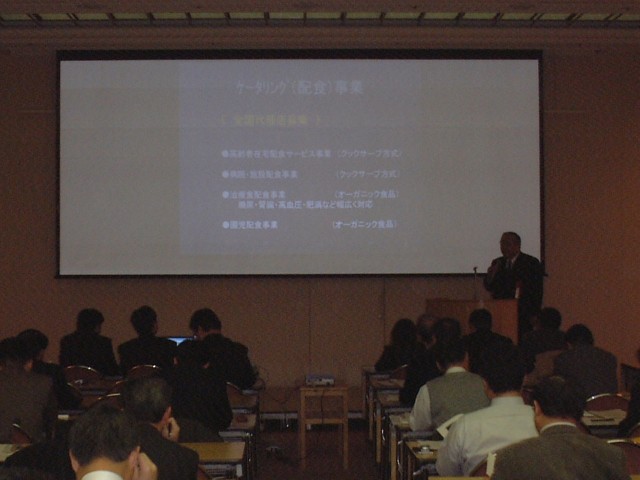 ケータリング(配食)事業
●高齢者在宅配食サービス事業 (クックサーブ方式)
●病院・施設配食事業 (クックサーブ方式)
●治療食配食事業 (オーガニック食品)
糖尿・腎臓・高血圧・肥満など幅広く対応
●園児配食事業 (オーガニック食品)